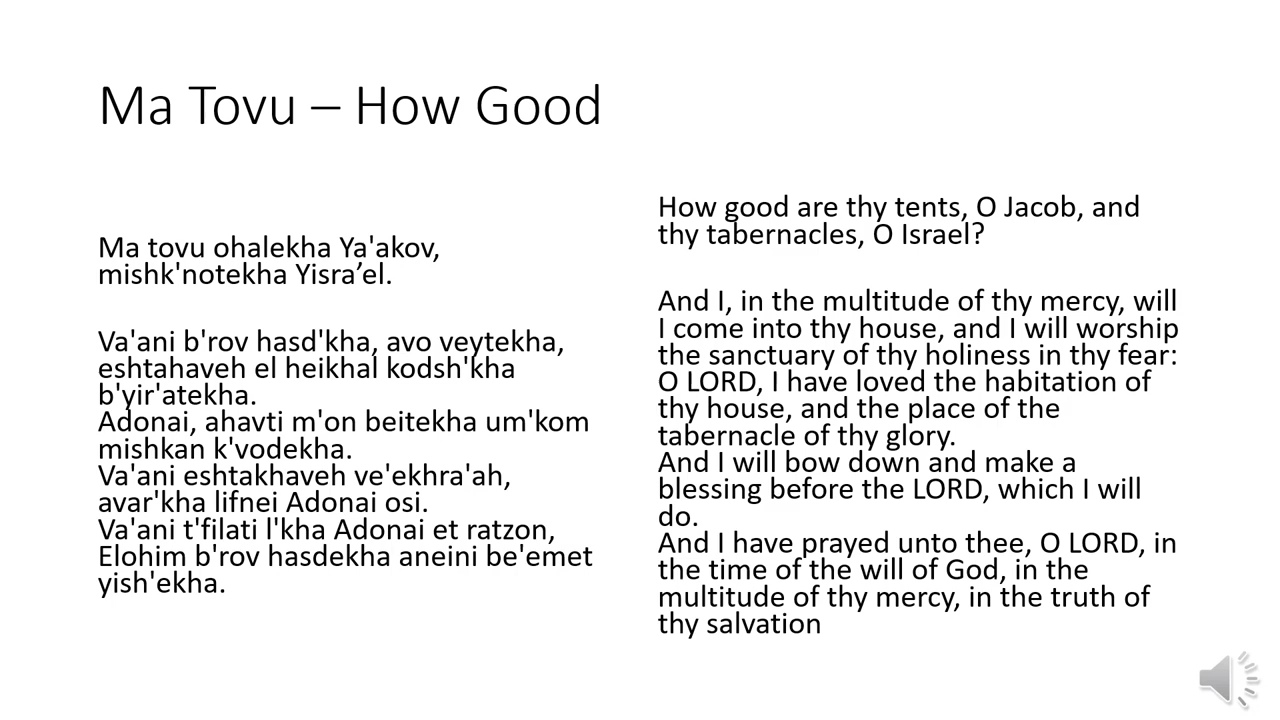 Ma Tovu – How Good
Ma tovu ohalekha Ya'akov,
mishk'notekha Yisra’el.
Va'ani b'rov hasd'kha, avo veytekha,
eshtahaveh el heikhal kodsh'kha
b'yir'atekha.
Adonai, ahavti m'on beitekha um'kom
mishkan k'vodekha.
Va'ani eshtakhaveh ve'ekhra'ah,
avar'kha lifnei Adonai osi.
Va'ani t'filati l'kha Adonai et ratzon,
Elohim b'rov hasdekha aneini be'emet
yish'ekha.
How good are thy tents, O Jacob, and
thy tabernacles, O Israel?
And I, in the multitude of thy mercy, will
I come into thy house, and I will worship
the sanctuary of thy holiness in thy fear:
O LORD, I have loved the habitation of
thy house, and the place of the
tabernacle of thy glory.
And I will bow down and make a
blessing before the LORD, which I will
do.
And I have prayed unto thee, O LORD, in
the time of the will of God, in the
multitude of thy mercy, in the truth of
thy salvation